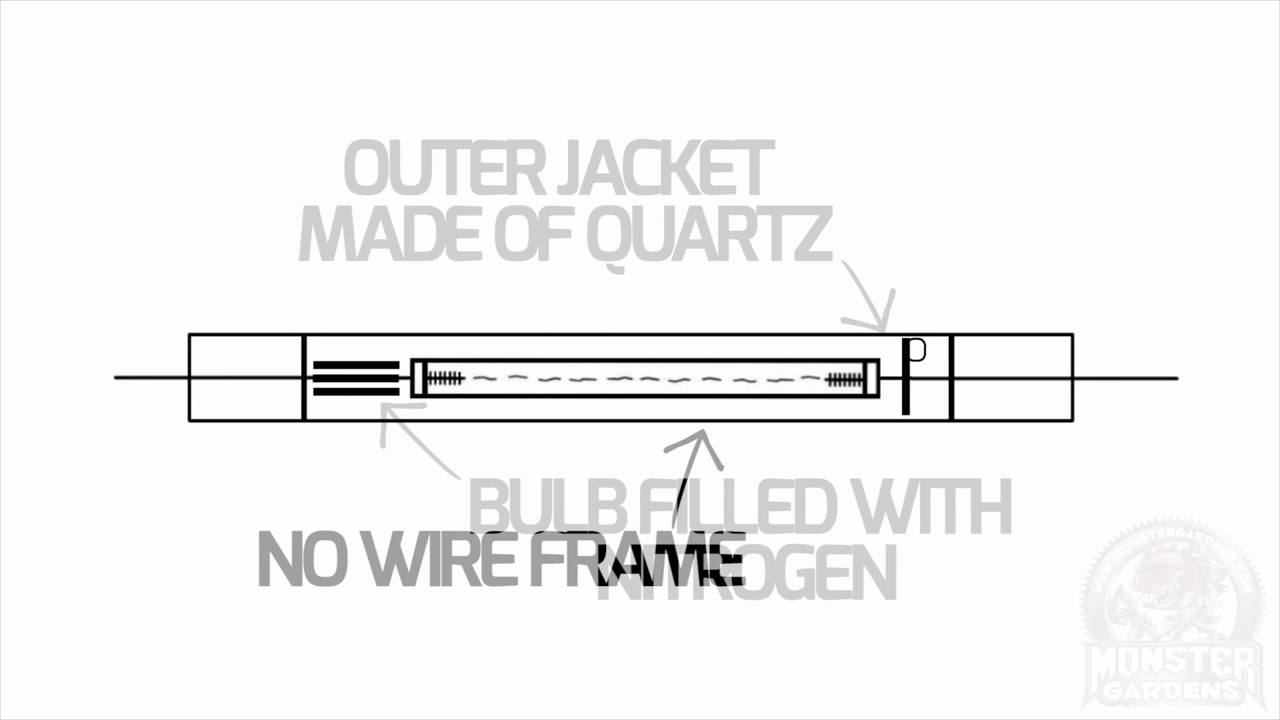 OUTER JACKET
MADE OF QUARTZ
P
BULB FILLED WITH
NITROGEN
NO WIRE FRAME
MONSTER
GARDENS